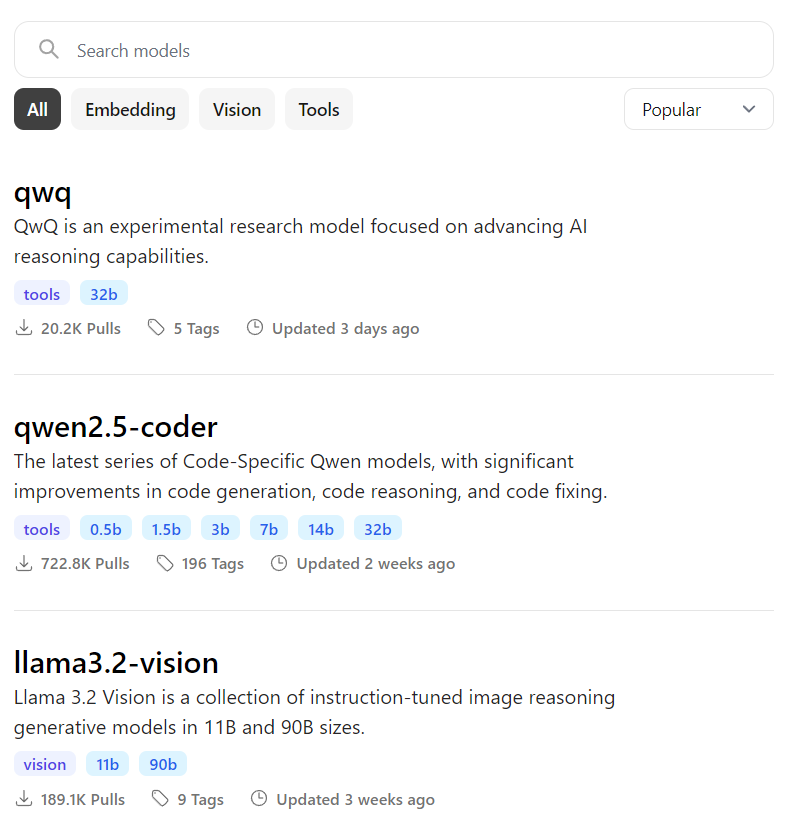 Search models
All Embedding Vision Tools Popular
qwq
QwQ is an experimental research model focused on advancing AI
reasoning capabilities.
tools 32b
20.2K Pulls 5 Tags Updated 3 days ago
qwen2.5-coder
The latest series of Code-Specific Qwen models, with significant
improvements in code generation, code reasoning, and code fixing.
tools 0.5b 1.5b 3b 7b 14b 32b
722.8K Pulls 196 Tags Updated 2 weeks ago
llama3.2-vision
Llama 3.2 Vision is a collection of instruction-tuned image reasoning
generative models in 11B and 90B sizes.
vision 11b 90b
189.1K Pulls 9 Tags Updated 3 weeks ago